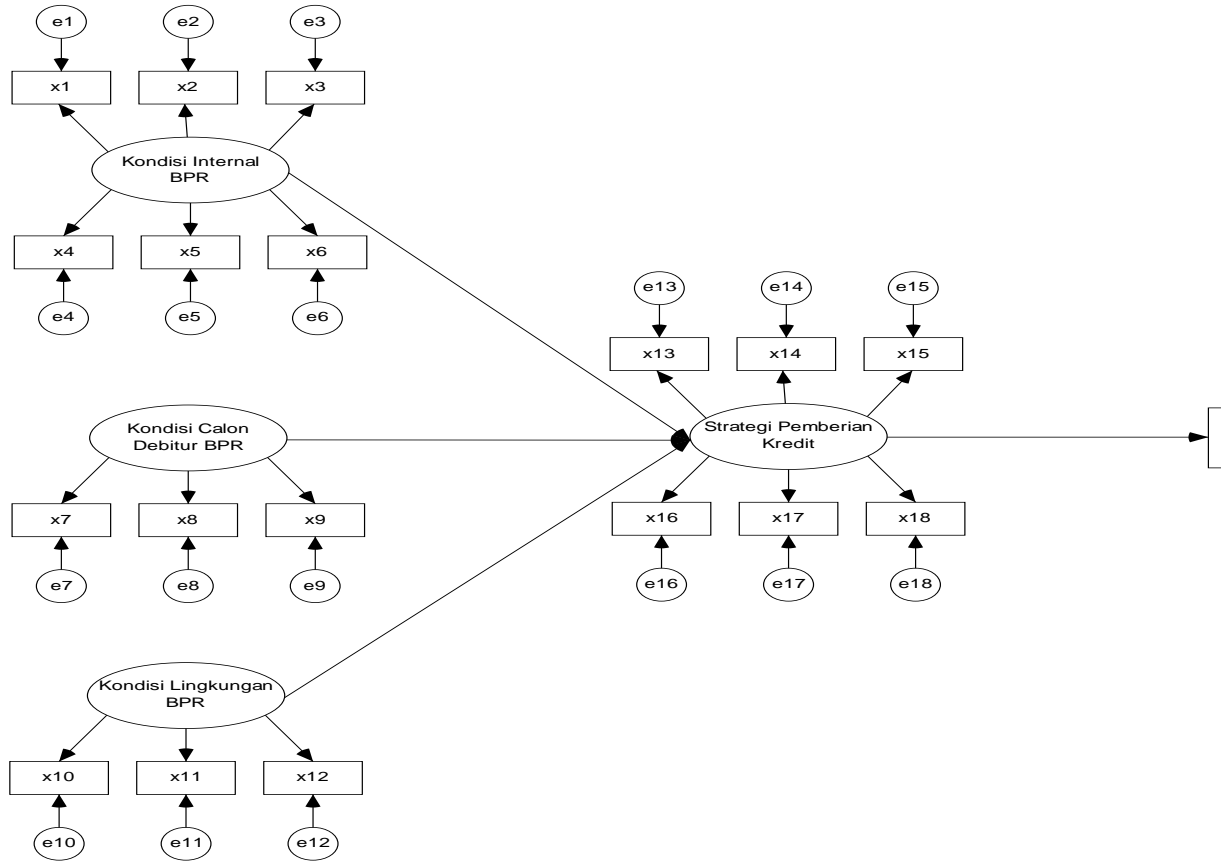 e1
e2
e3
x1
x2
x3
Kondisi Internal
BPR
x4
x5
x6
e4
e5
e6
e13
e14
e15
x13
x14
x15
Kondisi Calon
Debitur BPR
Strategi Pemberian
Kredit
x7
x8
x9
x16
x17
x18
e7
e8
e9
e16
e17
e18
Kondisi Lingkungan
BPR
x10
x11
x12
e10
e11
e12